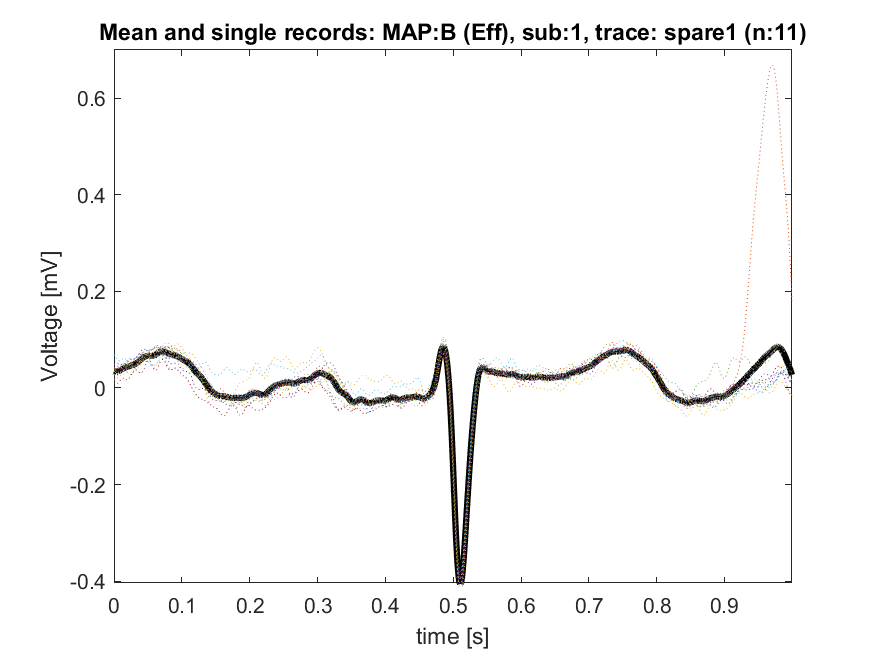 Mean and single records: MAP:B (Eff), sub:1, trace: spare1 (n:11)
Voltage [mV]
0.6
0.4
0.2
0
-0.2
-0.4
0 0.1 0.2 0.3 0.4 0.5 0.6 0.7 0.8 0.9
time [s]